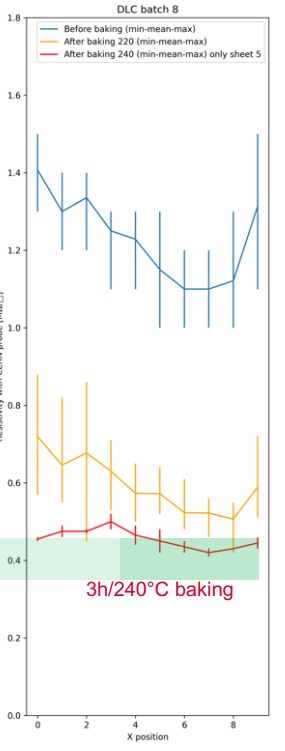 DLC batch 8
Before baking (min-mean-max)
After baking 220 (min-mean-max)
After baking 240 (min-mean-max) only sheet 5
1.8
1.6
1.4
1.2
1.0
0.8
0.6
0.4
0.2
0.0
3h/240°C baking
0 2 4 6 8
X position